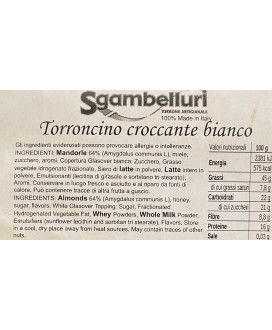 Sgambelluri
TORRONE ARTIGIANALE
100% Made in Italy
Torroncino croccante bianco
Gli ingredienti evidenziati possono provocare allergie o intolleranze.
INGREDIENTI: Mandorle 64% (Amygdalus communis L), miele,
zucchero, aromi, Copertura Glasover bianca: Zucchero, Grasso
vegetale idrogenato frazionato, Siero di latte in polvere, Latte intero in
polvere, Emulsionanti (lecitina di girasole e sorbitano tri stearato),
Aromi. Conservare in luogo fresco e asciutto e al riparo da fonti di
calore. Può contenere tracce di altra frutta a guscio,
INGREDIENTS: Almonds 64% (Amygdalus communis L), honey,
sugar, flavors, White Glasover Topping: Sugar, Fractionated
Hydrogenated Vegetable Fat, Whey Powders, Whole Milk Powder,
Emulsifiers (sunflower lecithin and sorbitan tri stearate), Flavors, Store
in a cool, dry place away from heat sources. May contain traces of other
nuts.
Valori nutrizionali 100 g
Energia 2381 kJ
575 kcal
Grassi 45 g
di cui grassi saturi 7,8 g
Carboidrati 22 g
di cui zuccheri 21 g
Fibre 8,8 g
Proteine 16 g
Sale 0,03 g